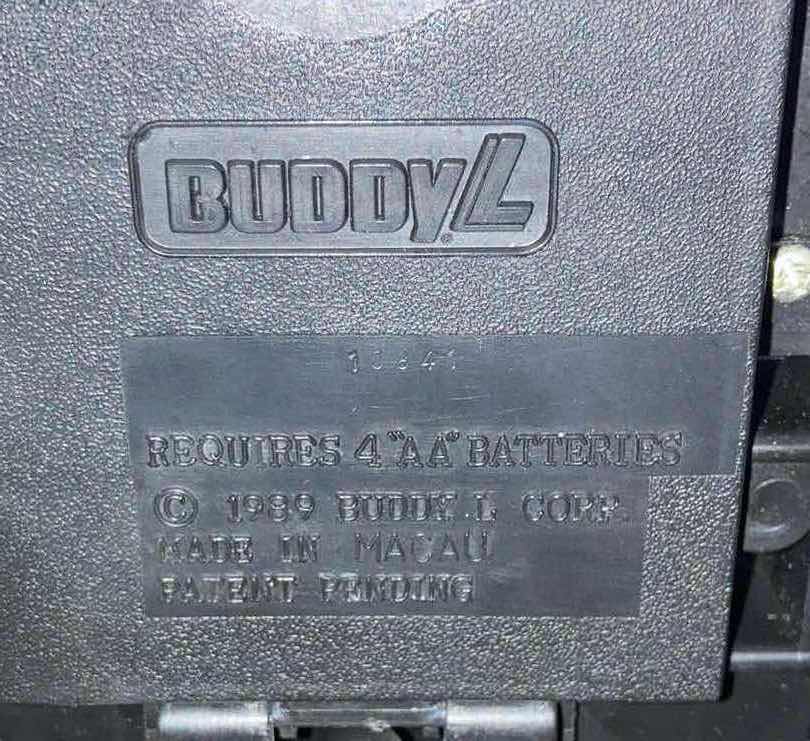 BUDDY L®
REQUIRES 4 "AA" BATTERIES
© 1989 BUDDY L CORP.
MADE IN MACAU
PATENT PENDING